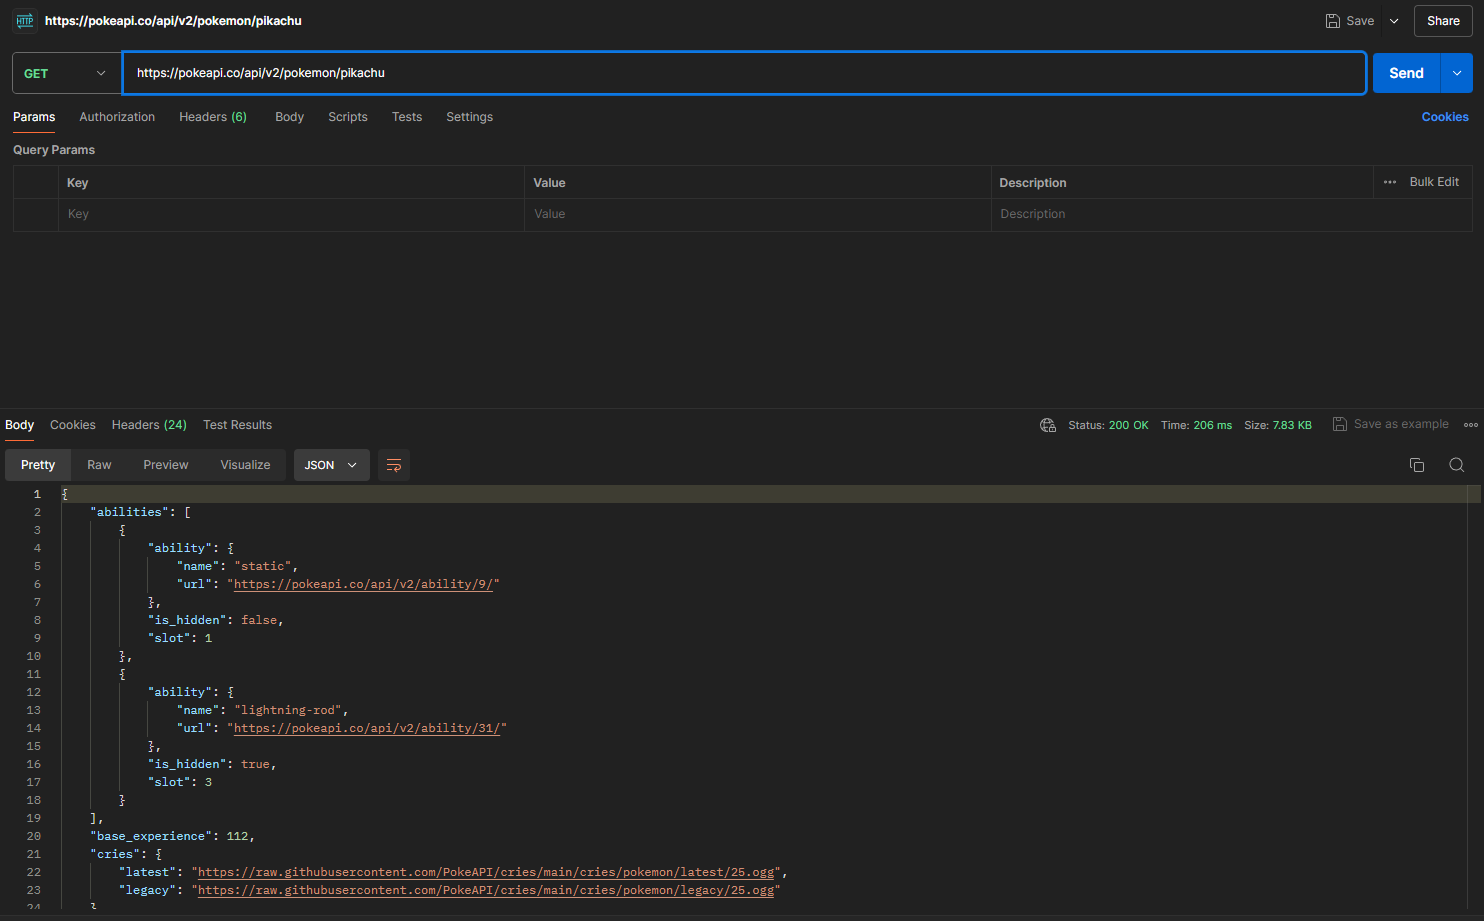 HTTP https://pokeapi.co/api/v2/pokemon/pikachu Save Share
GET https://pokeapi.co/api/v2/pokemon/pikachu Send
Params Authorization Headers (6) Body Scripts Tests Settings Cookies
Query Params
Key Value Description ••• Bulk Edit
Key Value Description
Body Cookies Headers (24) Test Results Status: 200 OK Time: 206 ms Size: 7.83 KB Save as example
Pretty Raw Preview Visualize JSON
1 {
2 "abilities": [
3 {
4 "ability": {
5 "name": "static",
6 "url": "https://pokeapi.co/api/v2/ability/9/"
7 },
8 "is_hidden": false,
9 "slot": 1
10 },
11 {
12 "ability": {
13 "name": "lightning-rod",
14 "url": "https://pokeapi.co/api/v2/ability/31/"
15 },
16 "is_hidden": true,
17 "slot": 3
18 }
19 ],
20 "base_experience": 112,
21 "cries": {
22 "latest": "https://raw.githubusercontent.com/PokeAPI/cries/main/cries/pokemon/latest/25.ogg",
23 "legacy": "https://raw.githubusercontent.com/PokeAPI/cries/main/cries/pokemon/legacy/25.ogg"
24 }